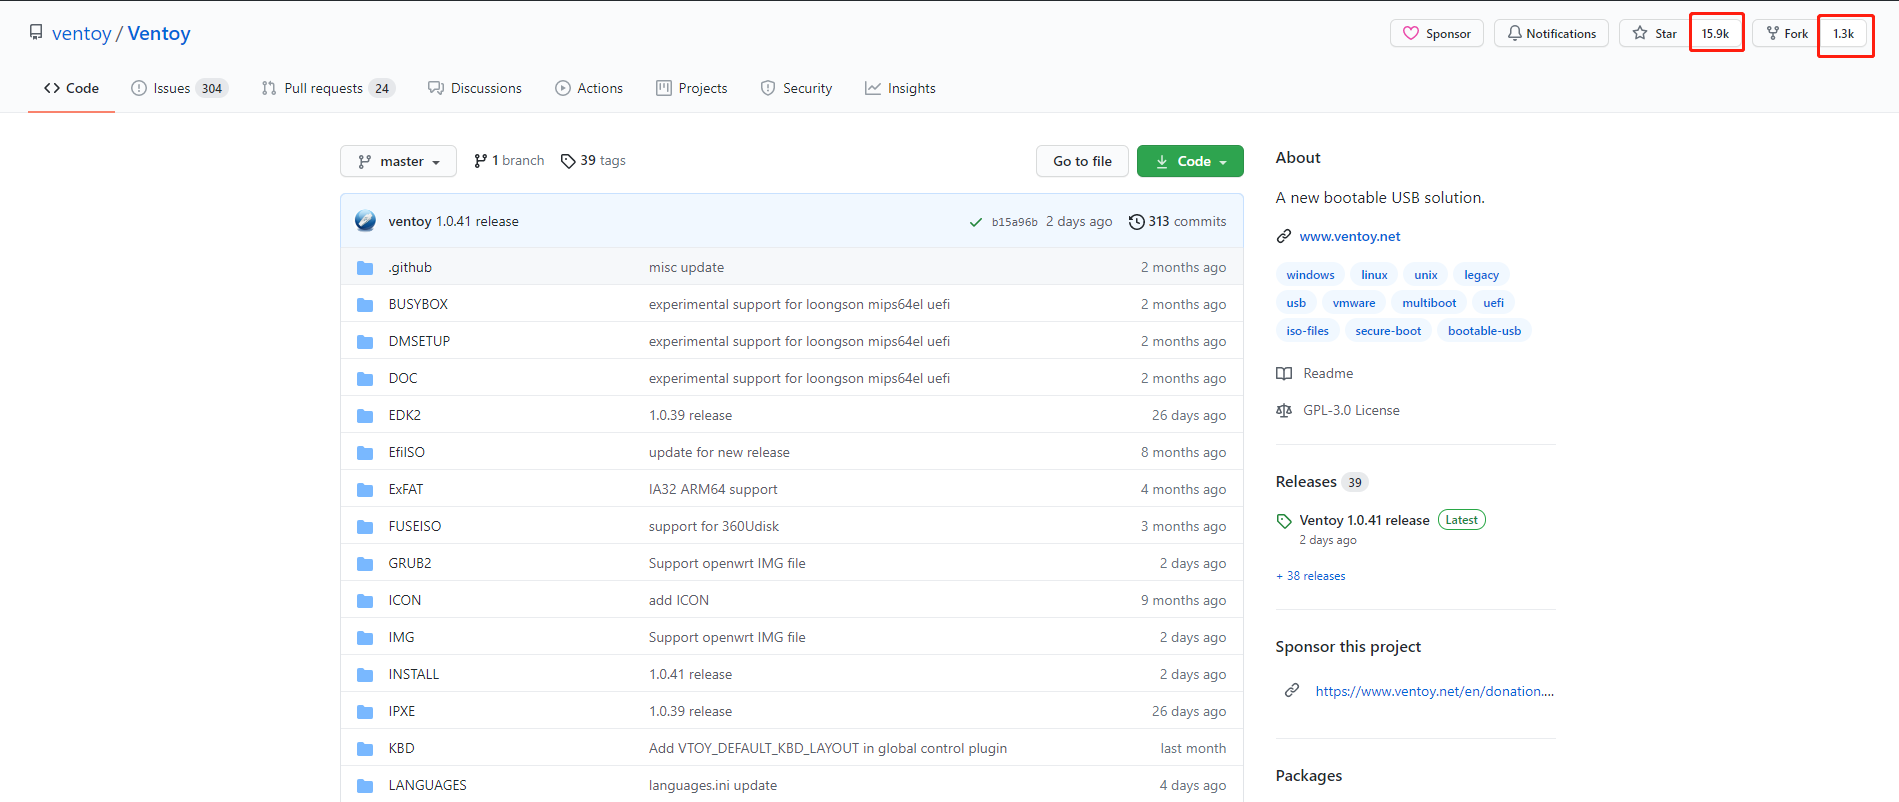 ventoy / Ventoy
Sponsor Notifications Star 15.9k Fork 1.3k
Code Issues 304 Pull requests 24 Discussions Actions Projects Security Insights
master 1 branch 39 tags Go to file Code
ventoy 1.0.41 release b15a96b 2 days ago 313 commits
.github misc update 2 months ago
BUSYBOX experimental support for loongson mips64el uefi 2 months ago
DMSETUP experimental support for loongson mips64el uefi 2 months ago
DOC experimental support for loongson mips64el uefi 2 months ago
EDK2 1.0.39 release 26 days ago
EfiISO update for new release 8 months ago
ExFAT IA32 ARM64 support 4 months ago
FUSEISO support for 360Udisk 3 months ago
GRUB2 Support openwrt IMG file 2 days ago
ICON add ICON 9 months ago
IMG Support openwrt IMG file 2 days ago
INSTALL 1.0.41 release 2 days ago
IPXE 1.0.39 release 26 days ago
KBD Add VTOY_DEFAULT_KBD_LAYOUT in global control plugin last month
LANGUAGES languages.ini update 4 days ago
About
A new bootable USB solution.
www.ventoy.net
windows linux unix legacy
usb vmware multiboot uefi
iso-files secure-boot bootable-usb
Readme
GPL-3.0 License
Releases 39
Ventoy 1.0.41 release Latest
2 days ago
+ 38 releases
Sponsor this project
https://www.ventoy.net/en/donation....
Packages